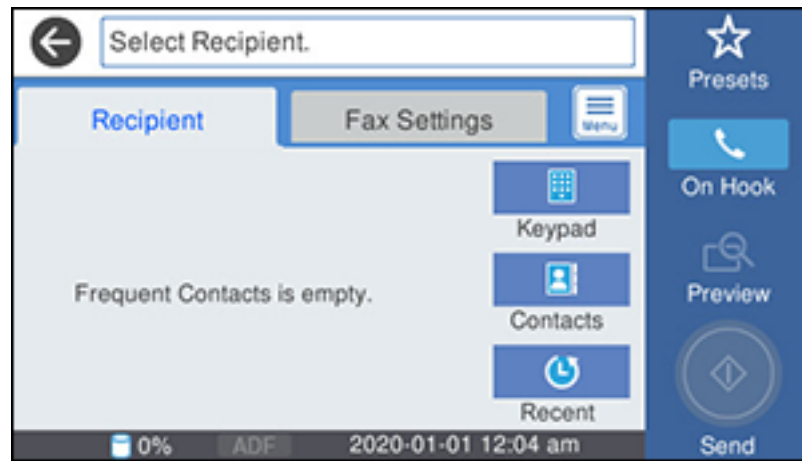 Select Recipient.
Presets
Recipient
Fax Settings
Menu
On Hook
Keypad
Frequent Contacts is empty.
Preview
Contacts
Recent
0%
ADF
2020-01-01 12:04 am
Send